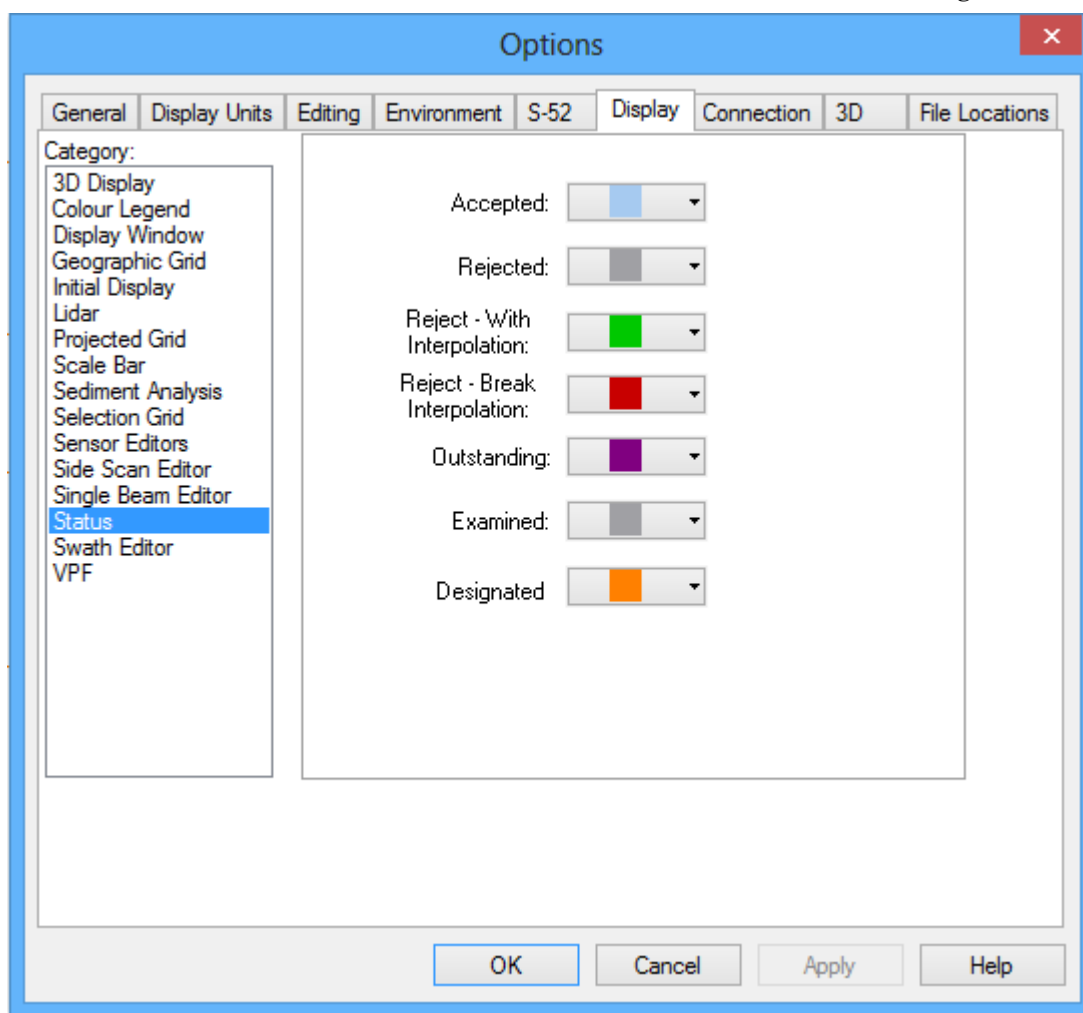 Options
General Display Units Editing Environment S-52 Display Connection 3D File Locations
Category:
3D Display
Colour Legend
Display Window
Geographic Grid
Initial Display
Lidar
Projected Grid
Scale Bar
Sediment Analysis
Selection Grid
Sensor Editors
Side Scan Editor
Single Beam Editor
Status
Swath Editor
VPF
Accepted:
Rejected:
Reject - With
Interpolation:
Reject - Break
Interpolation:
Outstanding:
Examined:
Designated
OK Cancel Apply Help